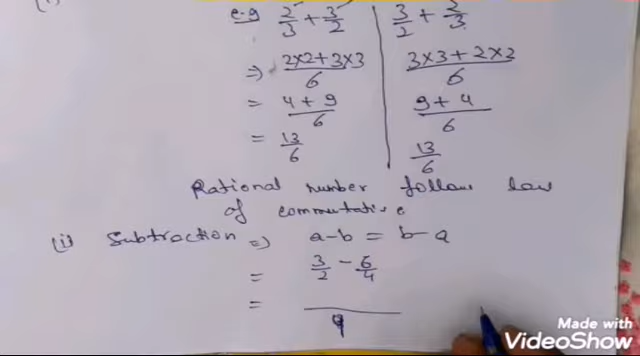 e.g 2/3 + 3/2 | 3/2 + 2/3
=> 2×2+3×3/6 | 3×3+2×2/6
= 4+9/6 | 9+4/6
= 13/6 | 13/6
Rational number follow law
of commutative
(ii) Subtraction => a-b = b-a
= 3/2 - 6/4
=
Made with
VideoShow